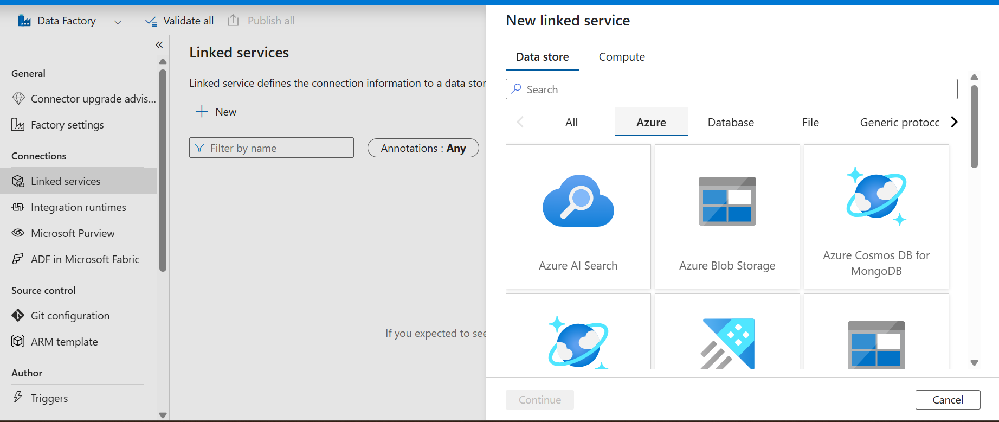 Data Factory
Validate all
Publish all
General
Connector upgrade advis...
Factory settings
Connections
Linked services
Integration runtimes
Microsoft Purview
ADF in Microsoft Fabric
Source control
Git configuration
ARM template
Author
Triggers
Linked services
Linked service defines the connection information to a data stor
New
Filter by name
Annotations : Any
If you expected to see
New linked service
Data store
Compute
Search
All
Azure
Database
File
Generic protoc
Azure AI Search
Azure Blob Storage
Azure Cosmos DB for
MongoDB
Continue
Cancel